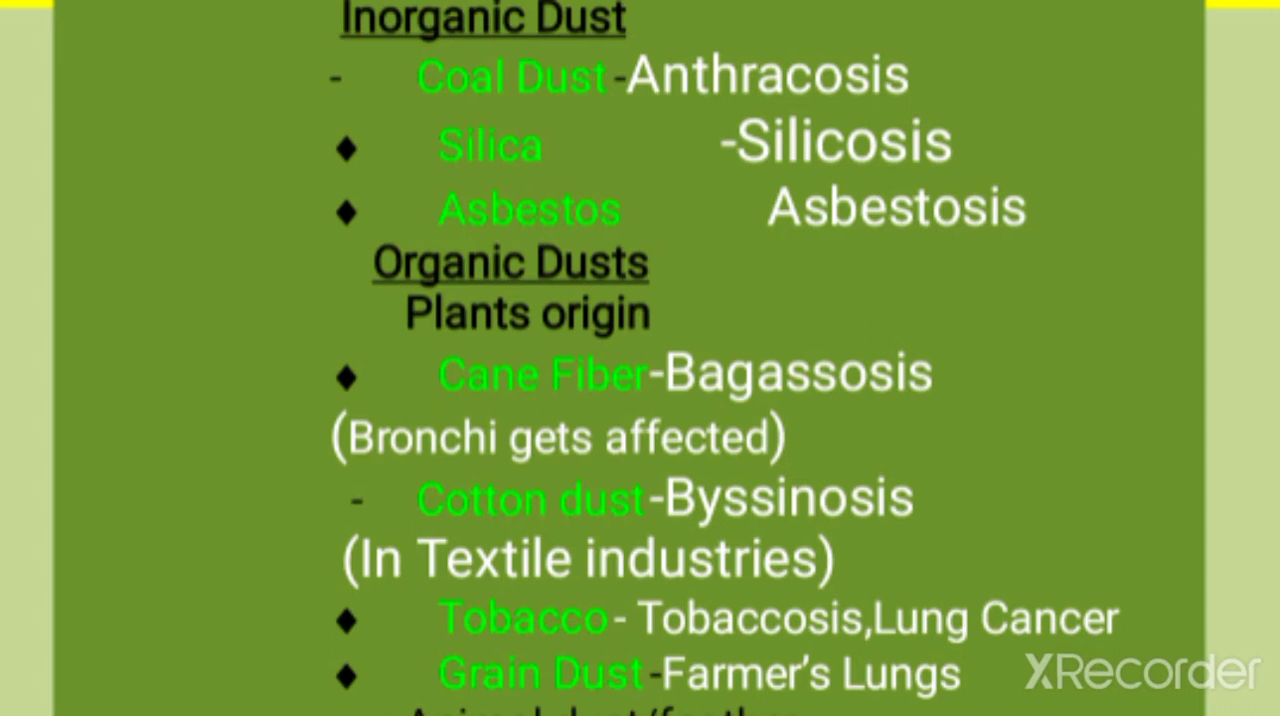 Inorganic Dust
- Coal Dust -Anthracosis
♦ Silica -Silicosis
♦ Asbestos Asbestosis
Organic Dusts
Plants origin
♦ Cane Fiber-Bagassosis
(Bronchi gets affected)
- Cotton dust-Byssinosis
(In Textile industries)
♦ Tobacco- Tobaccosis,Lung Cancer
♦ Grain Dust-Farmer's Lungs
XRecorder